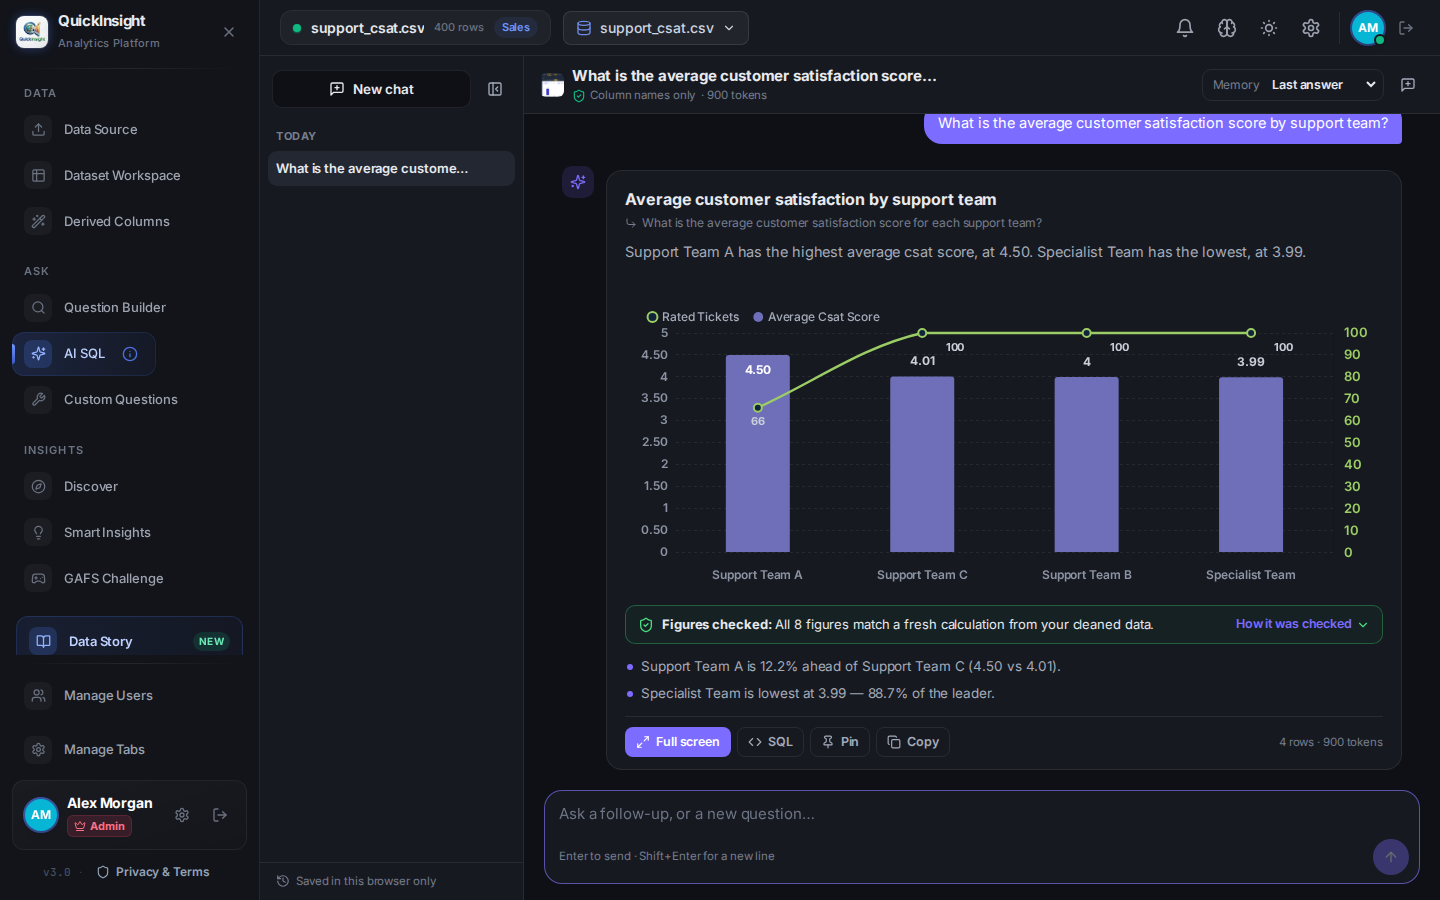 QuickInsight
Analytics Platform
support_csat.csv 400 rows Sales
support_csat.csv
AM
DATA
Data Source
Dataset Workspace
Derived Columns
ASK
Question Builder
AI SQL
Custom Questions
INSIGHTS
Discover
Smart Insights
GAFS Challenge
Data Story NEW
Manage Users
Manage Tabs
AM Alex Morgan
Admin
v3.0 · Privacy & Terms
New chat
TODAY
What is the average custome...
Saved in this browser only
What is the average customer satisfaction score...
Column names only · 900 tokens
Memory Last answer
What is the average customer satisfaction score by support team?
Average customer satisfaction by support team
What is the average customer satisfaction score for each support team?
Support Team A has the highest average csat score, at 4.50. Specialist Team has the lowest, at 3.99.
Rated Tickets Average Csat Score
5 100
4.50 90
4 80
3.50 70
3 60
2.50 50
2 40
1.50 30
1 20
0.50 10
0 0
4.50 4.01 4 3.99
66 100 100 100
Support Team A Support Team C Support Team B Specialist Team
Figures checked: All 8 figures match a fresh calculation from your cleaned data. How it was checked
Support Team A is 12.2% ahead of Support Team C (4.50 vs 4.01).
Specialist Team is lowest at 3.99 — 88.7% of the leader.
Full screen SQL Pin Copy 4 rows · 900 tokens
Ask a follow-up, or a new question...
Enter to send · Shift+Enter for a new line